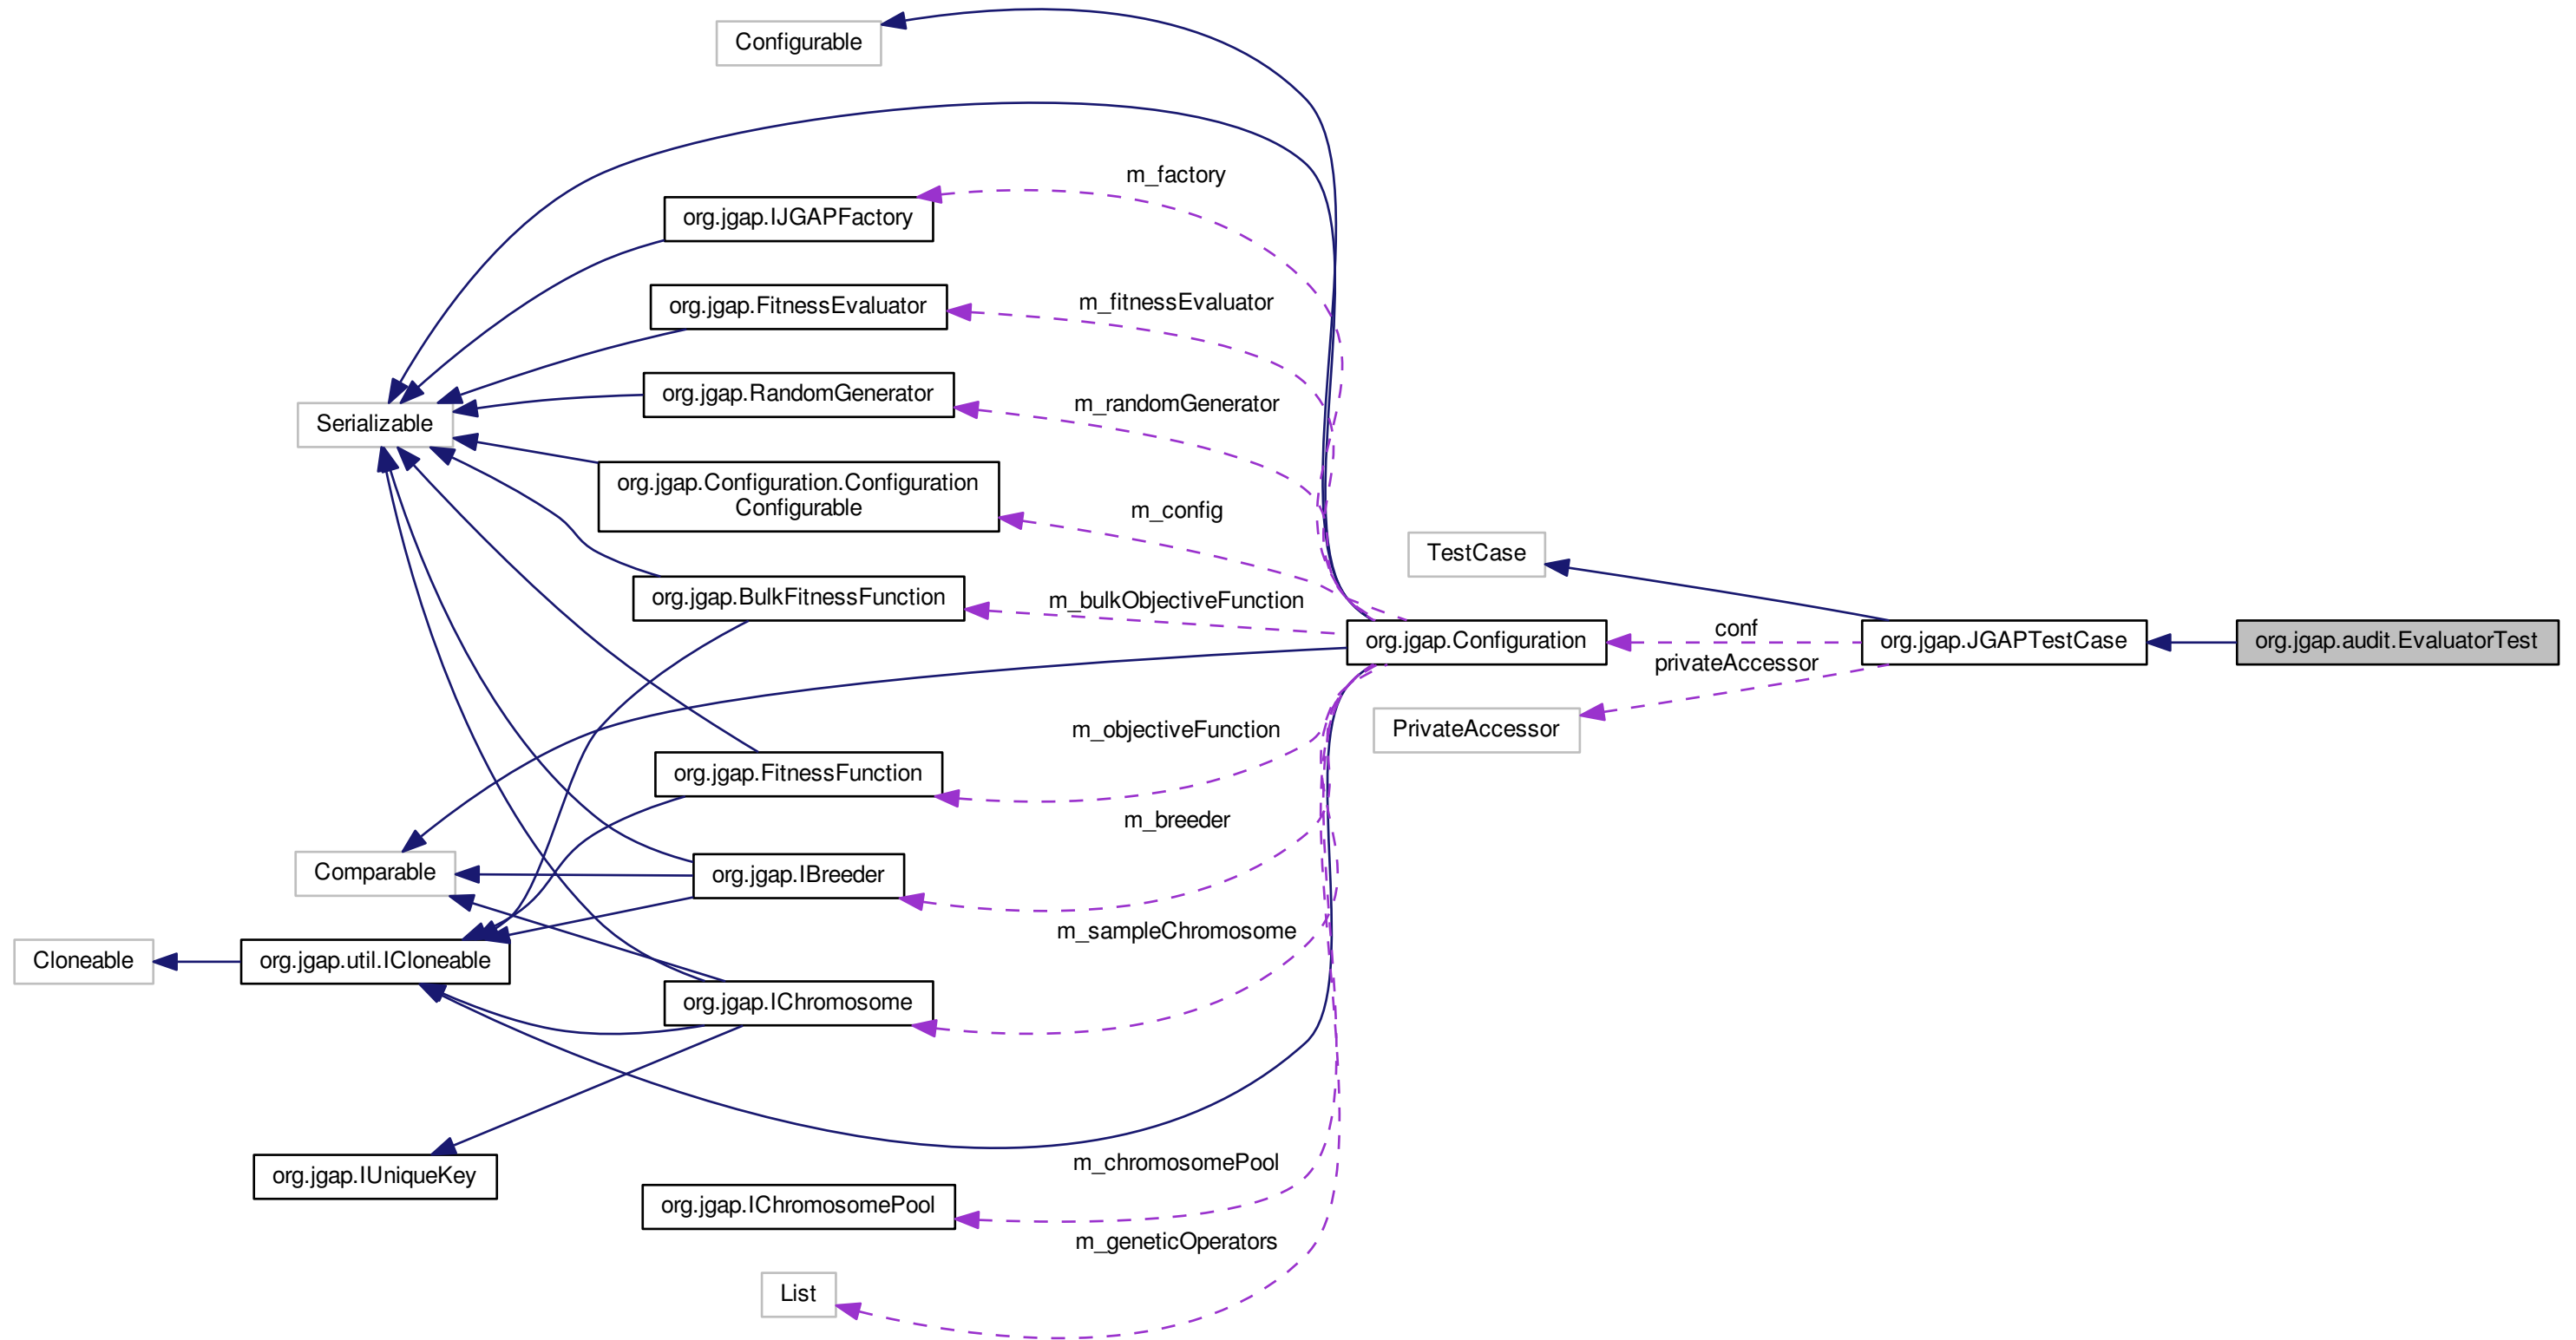 Configurable
m_factory
org.jgap.IJGAPFactory
m_fitnessEvaluator
org.jgap.FitnessEvaluator
org.jgap.RandomGenerator
m_randomGenerator
Serializable
org.jgap.Configuration.Configuration
Configurable
m_config
TestCase
org.jgap.BulkFitnessFunction
m_bulkObjectiveFunction
org.jgap.Configuration
conf
org.jgap.JGAPTestCase
org.jgap.audit.EvaluatorTest
privateAccessor
PrivateAccessor
m_objectiveFunction
org.jgap.FitnessFunction
m_breeder
Comparable
org.jgap.IBreeder
m_sampleChromosome
Cloneable
org.jgap.util.ICloneable
org.jgap.IChromosome
m_chromosomePool
org.jgap.IUniqueKey
org.jgap.IChromosomePool
m_geneticOperators
List